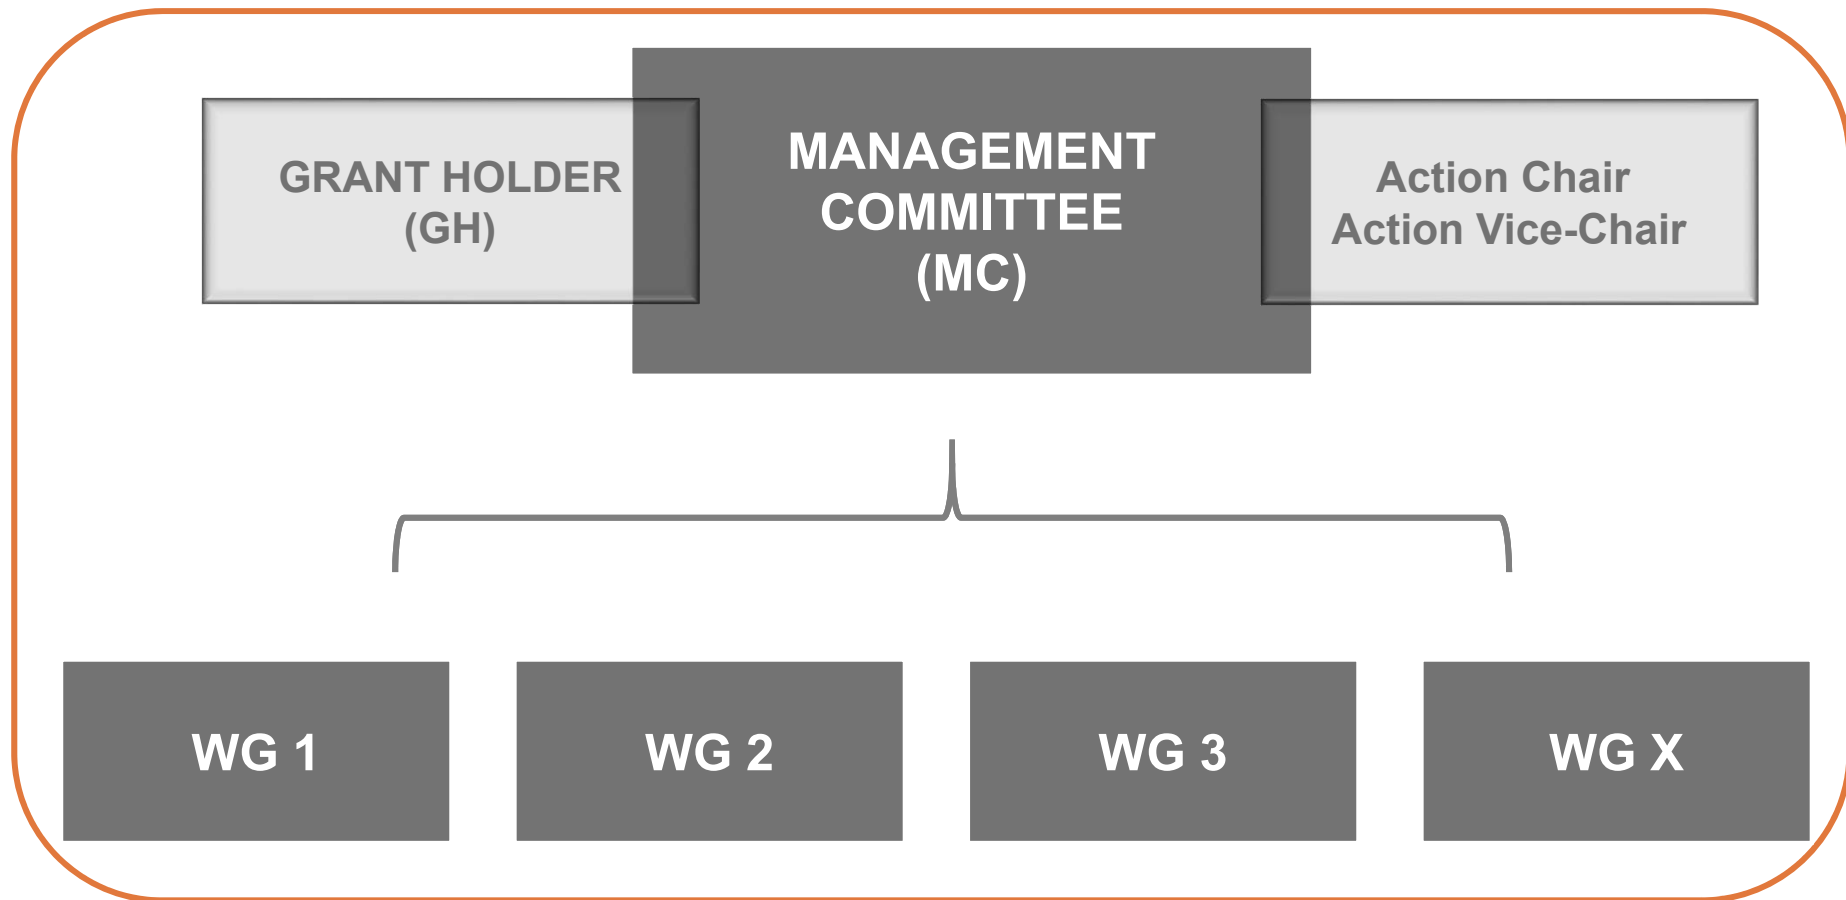 GRANT HOLDER
(GH)
MANAGEMENT
COMMITTEE
(MC)
Action Chair
Action Vice-Chair
WG 1
WG 2
WG 3
WG X